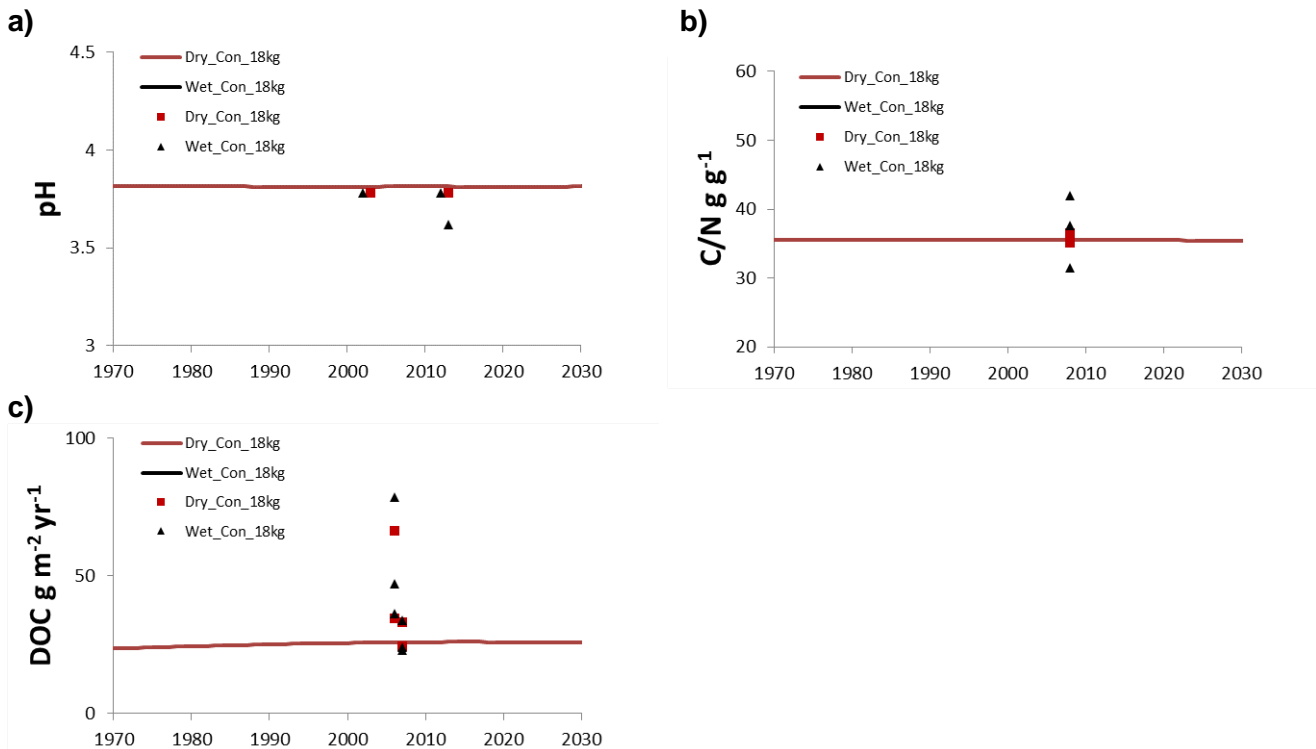 a)
4.5
4
3.5
3
pH
Dry_Con_18kg
Wet_Con_18kg
Dry_Con_18kg
Wet_Con_18kg
1970 1980 1990 2000 2010 2020 2030
b)
60
50
40
30
20
C/N g g-1
Dry_Con_18kg
Wet_Con_18kg
Dry_Con_18kg
Wet_Con_18kg
1970 1980 1990 2000 2010 2020 2030
c)
100
50
0
DOC g m-2 yr-1
Dry_Con_18kg
Wet_Con_18kg
Dry_Con_18kg
Wet_Con_18kg
1970 1980 1990 2000 2010 2020 2030